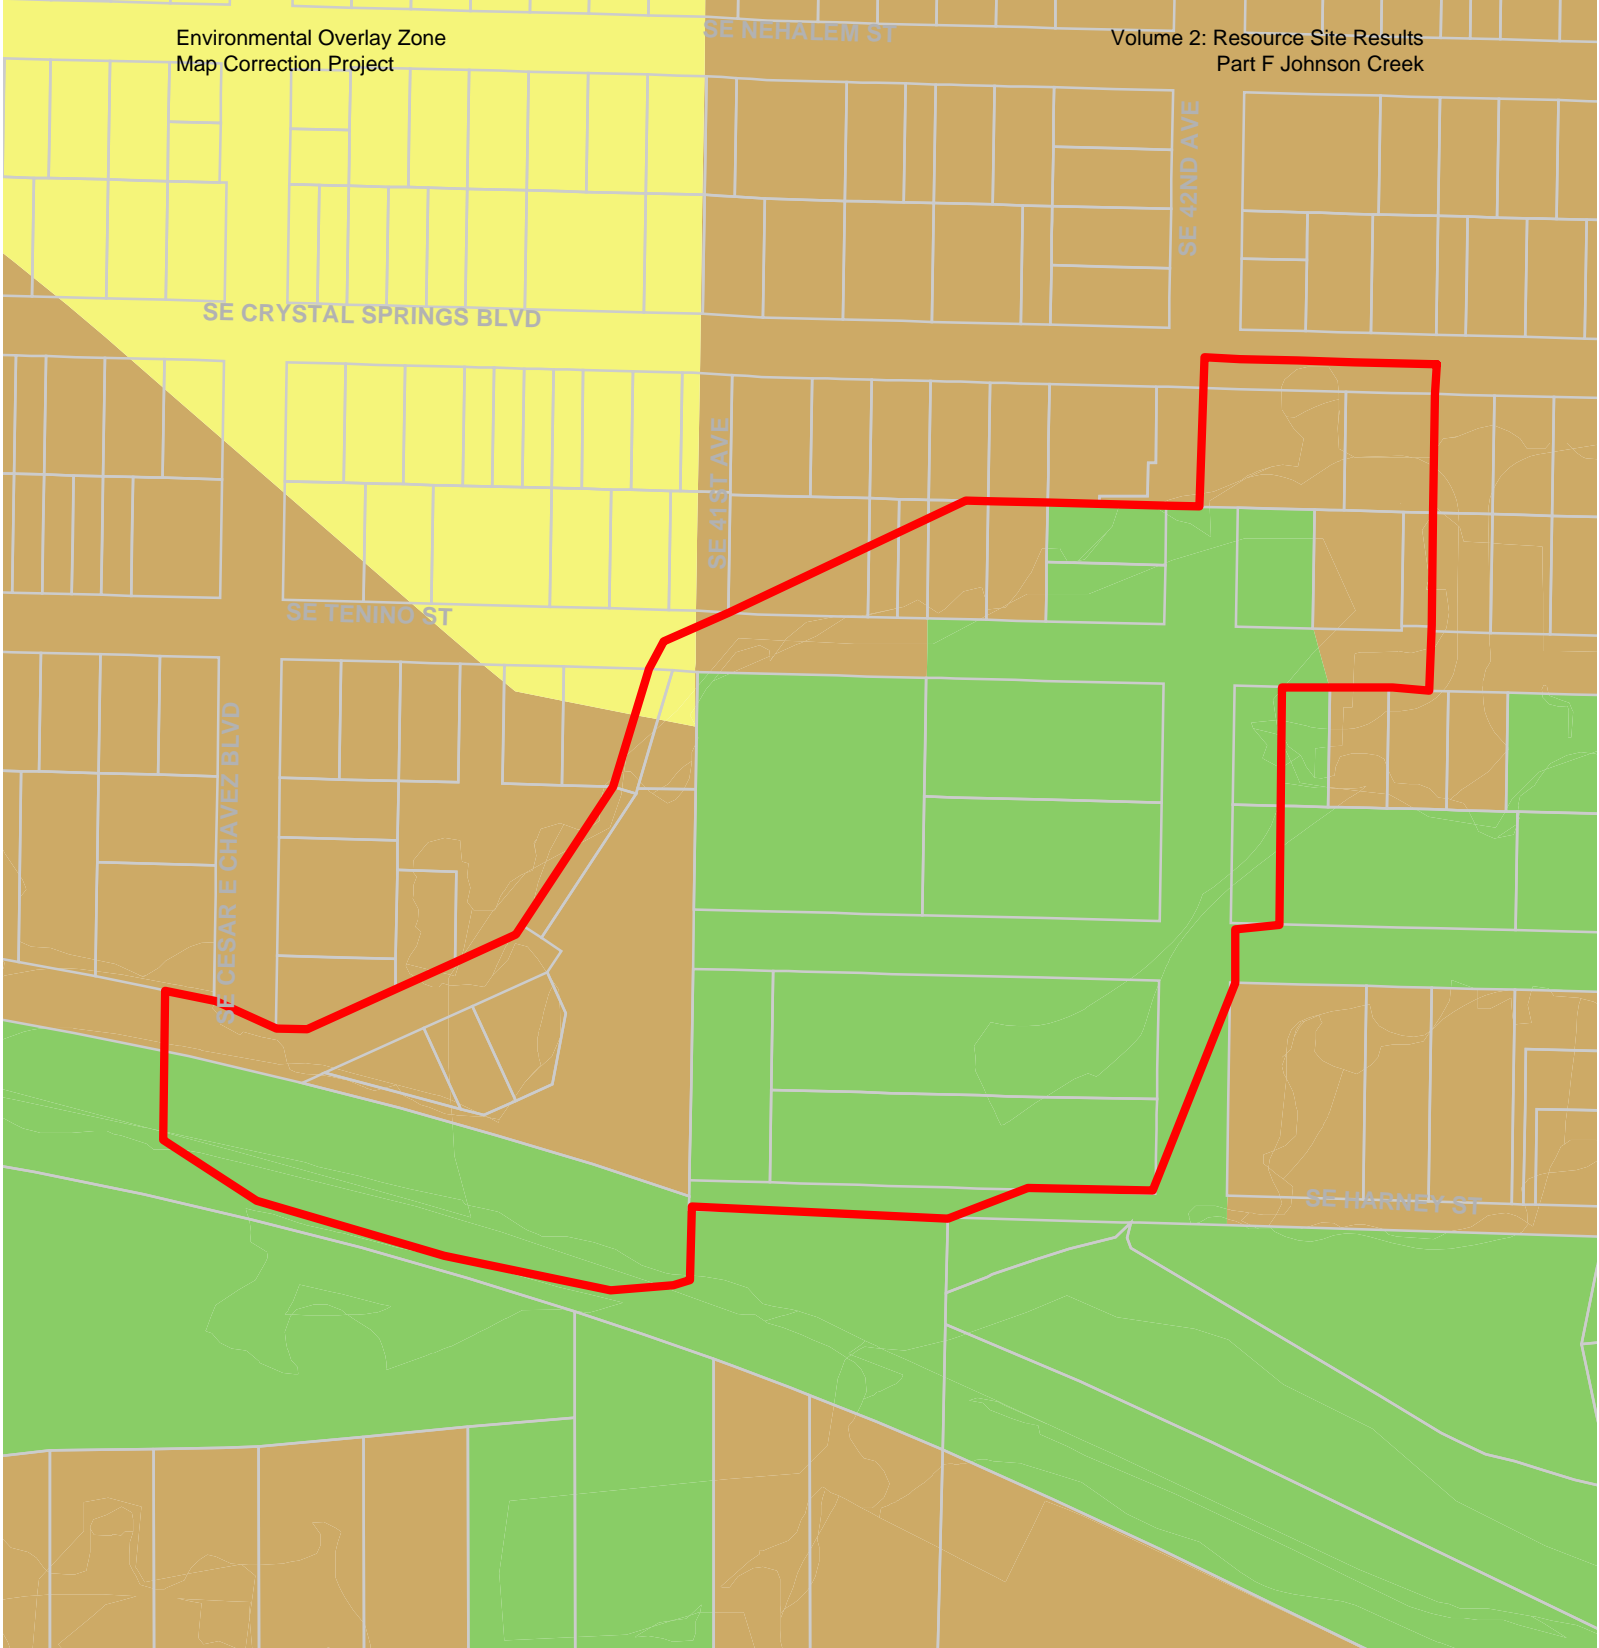 Environmental Overlay Zone
Map Correction Project
Volume 2: Resource Site Results
Part F Johnson Creek
SE NEHALEM ST
SE 42ND AVE
SE CRYSTAL SPRINGS BLVD
SE 41ST AVE
SE TENINO ST
SE CESAR E CHAVEZ BLVD
SE HARNEY ST